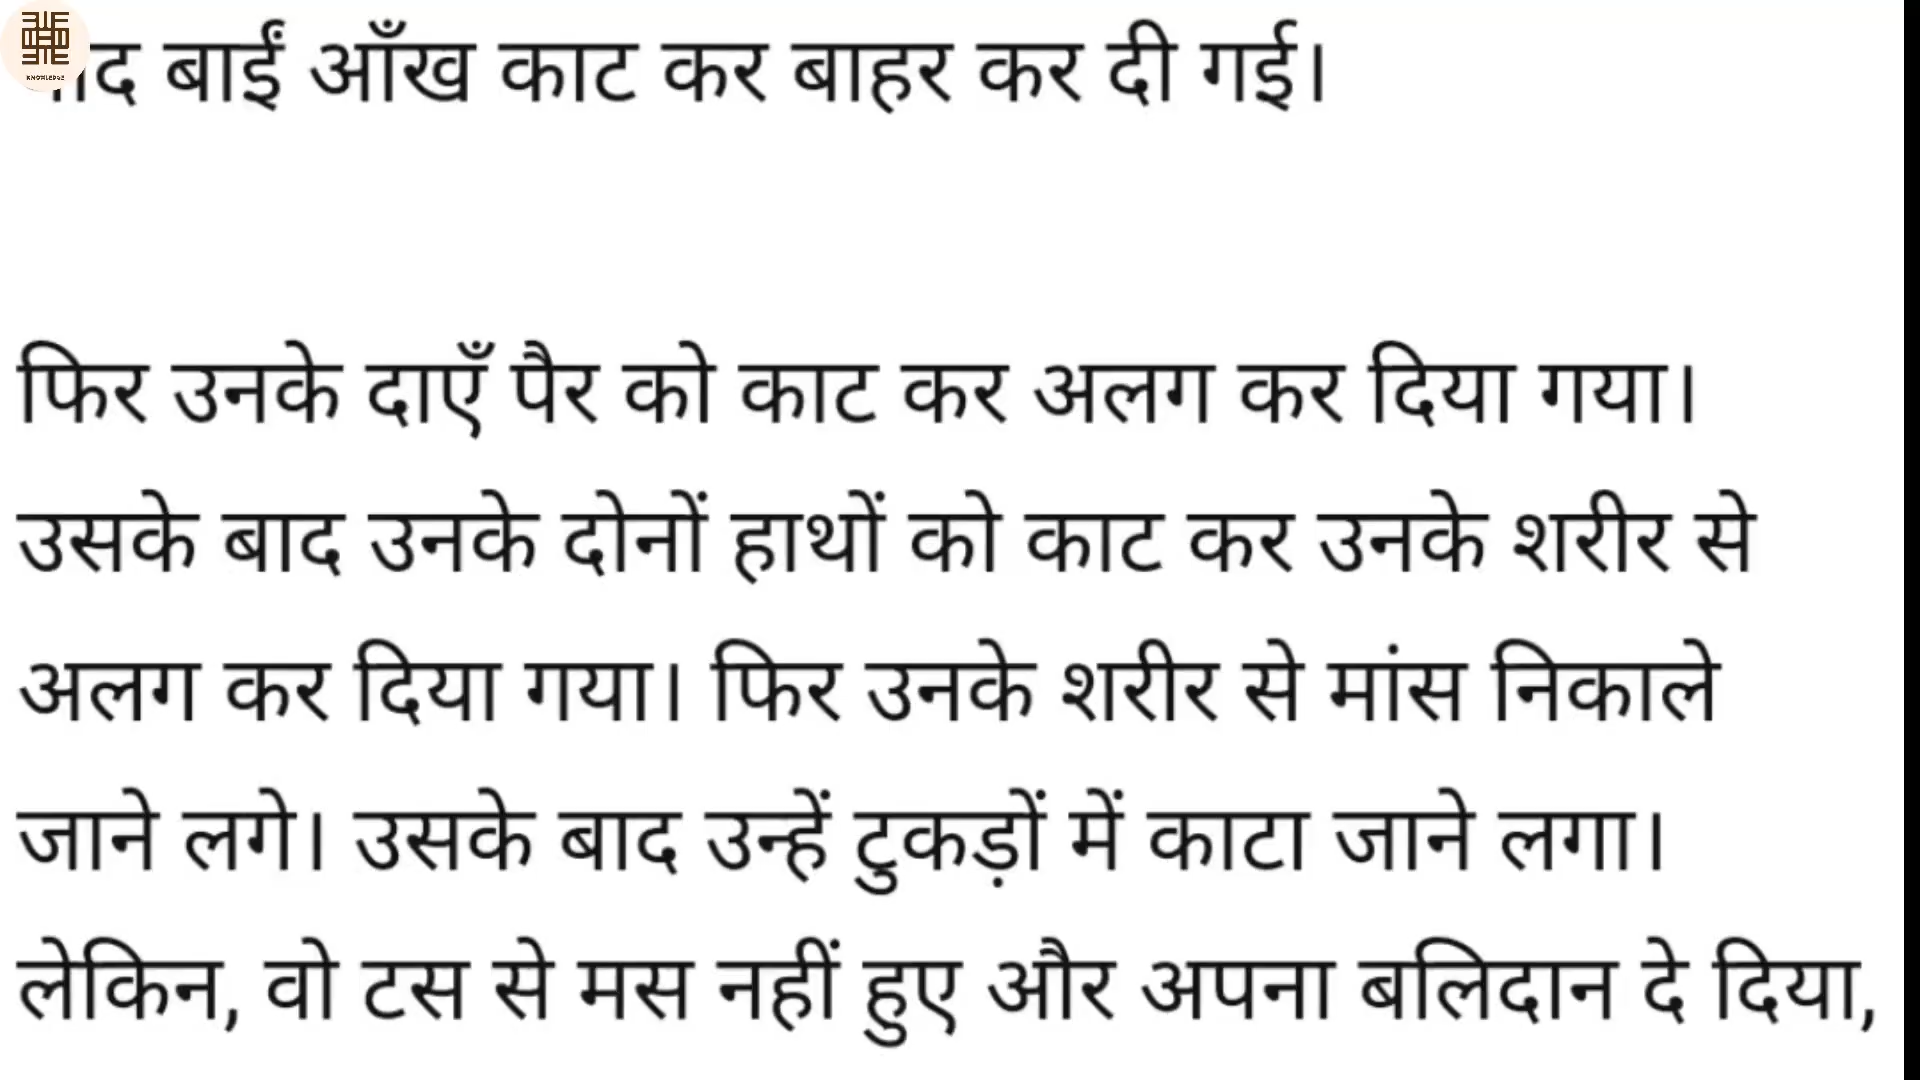 KNOWLEDGE
बाईं आँख काट कर बाहर कर दी गई।
फिर उनके दाएँ पैर को काट कर अलग कर दिया गया।
उसके बाद उनके दोनों हाथों को काट कर उनके शरीर से
अलग कर दिया गया। फिर उनके शरीर से मांस निकाले
जाने लगे। उसके बाद उन्हें टुकड़ों में काटा जाने लगा।
लेकिन, वो टस से मस नहीं हुए और अपना बलिदान दे दिया,